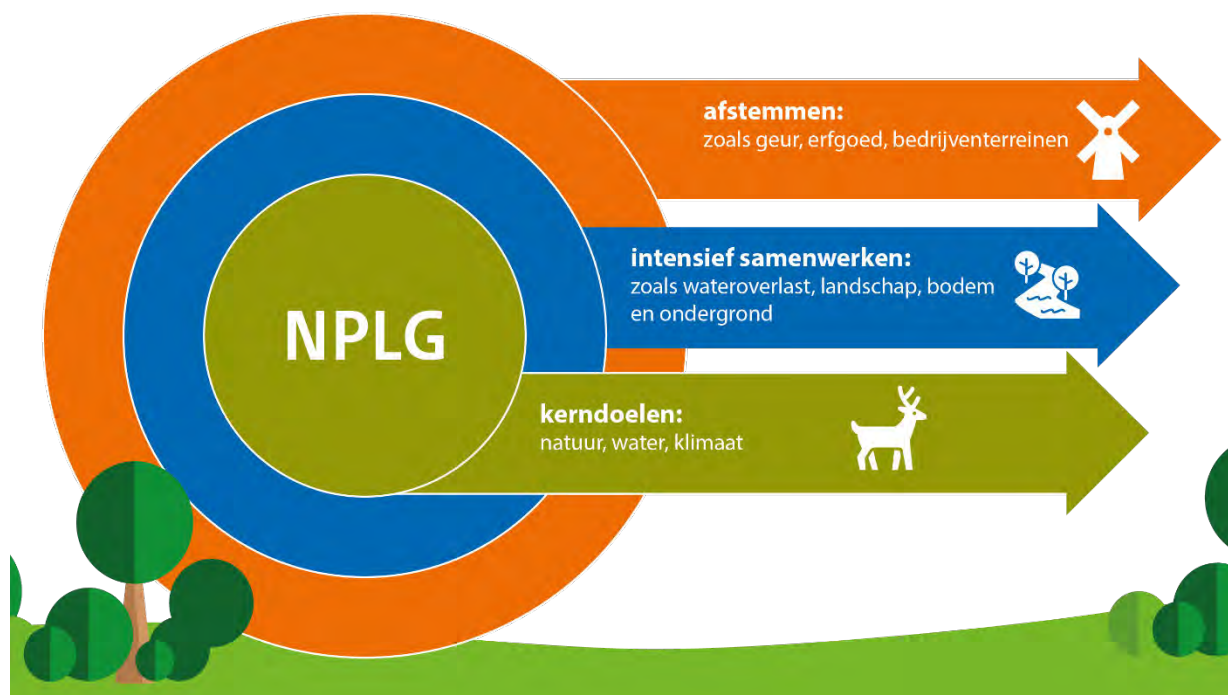 afstemmen:
zoals geur, erfgoed, bedrijventerreinen
intensief samenwerken:
zoals wateroverlast, landschap, bodem
en ondergrond
NPLG
kerndoelen:
natuur, water, klimaat